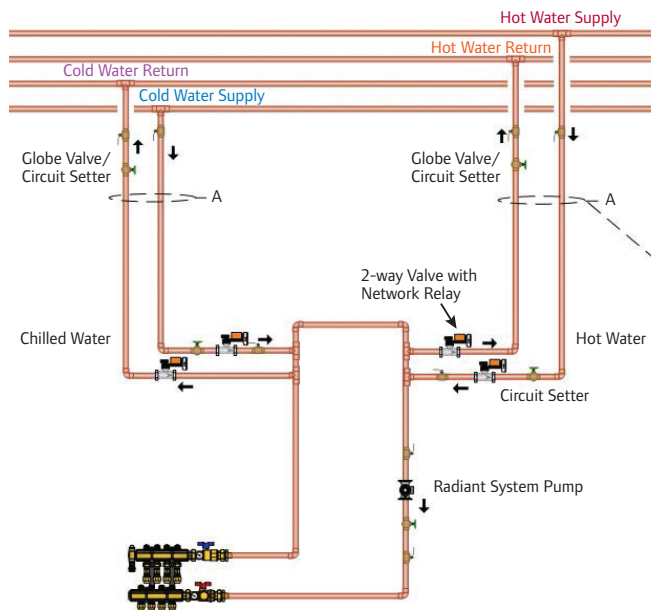 Hot Water Supply
Hot Water Return
Cold Water Return
Cold Water Supply
Globe Valve/
Circuit Setter
Globe Valve/
Circuit Setter
A
A
2-way Valve with
Network Relay
Chilled Water
Hot Water
Circuit Setter
Radiant System Pump